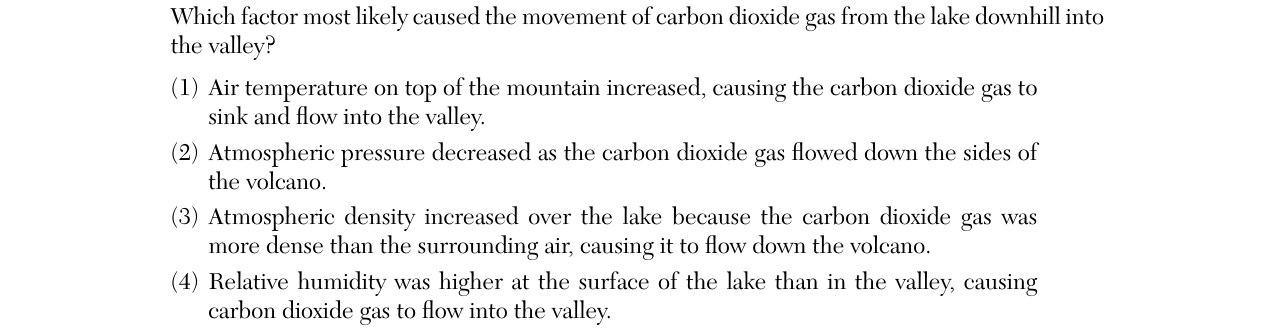 Which factor most likely caused the movement of carbon dioxide gas from the lake downhill into
the valley?
(1) Air temperature on top of the mountain increased, causing the carbon dioxide gas to
sink and flow into the valley.
(2) Atmospheric pressure decreased as the carbon dioxide gas flowed down the sides of
the volcano.
(3) Atmospheric density increased over the lake because the carbon dioxide gas was
more dense than the surrounding air, causing it to flow down the volcano.
(4) Relative humidity was higher at the surface of the lake than in the valley, causing
carbon dioxide gas to flow into the valley.